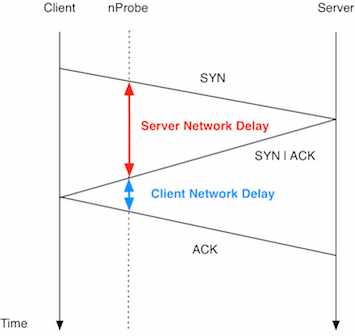 Client nProbe Server
SYN
Server Network Delay
SYN | ACK
Client Network Delay
ACK
Time